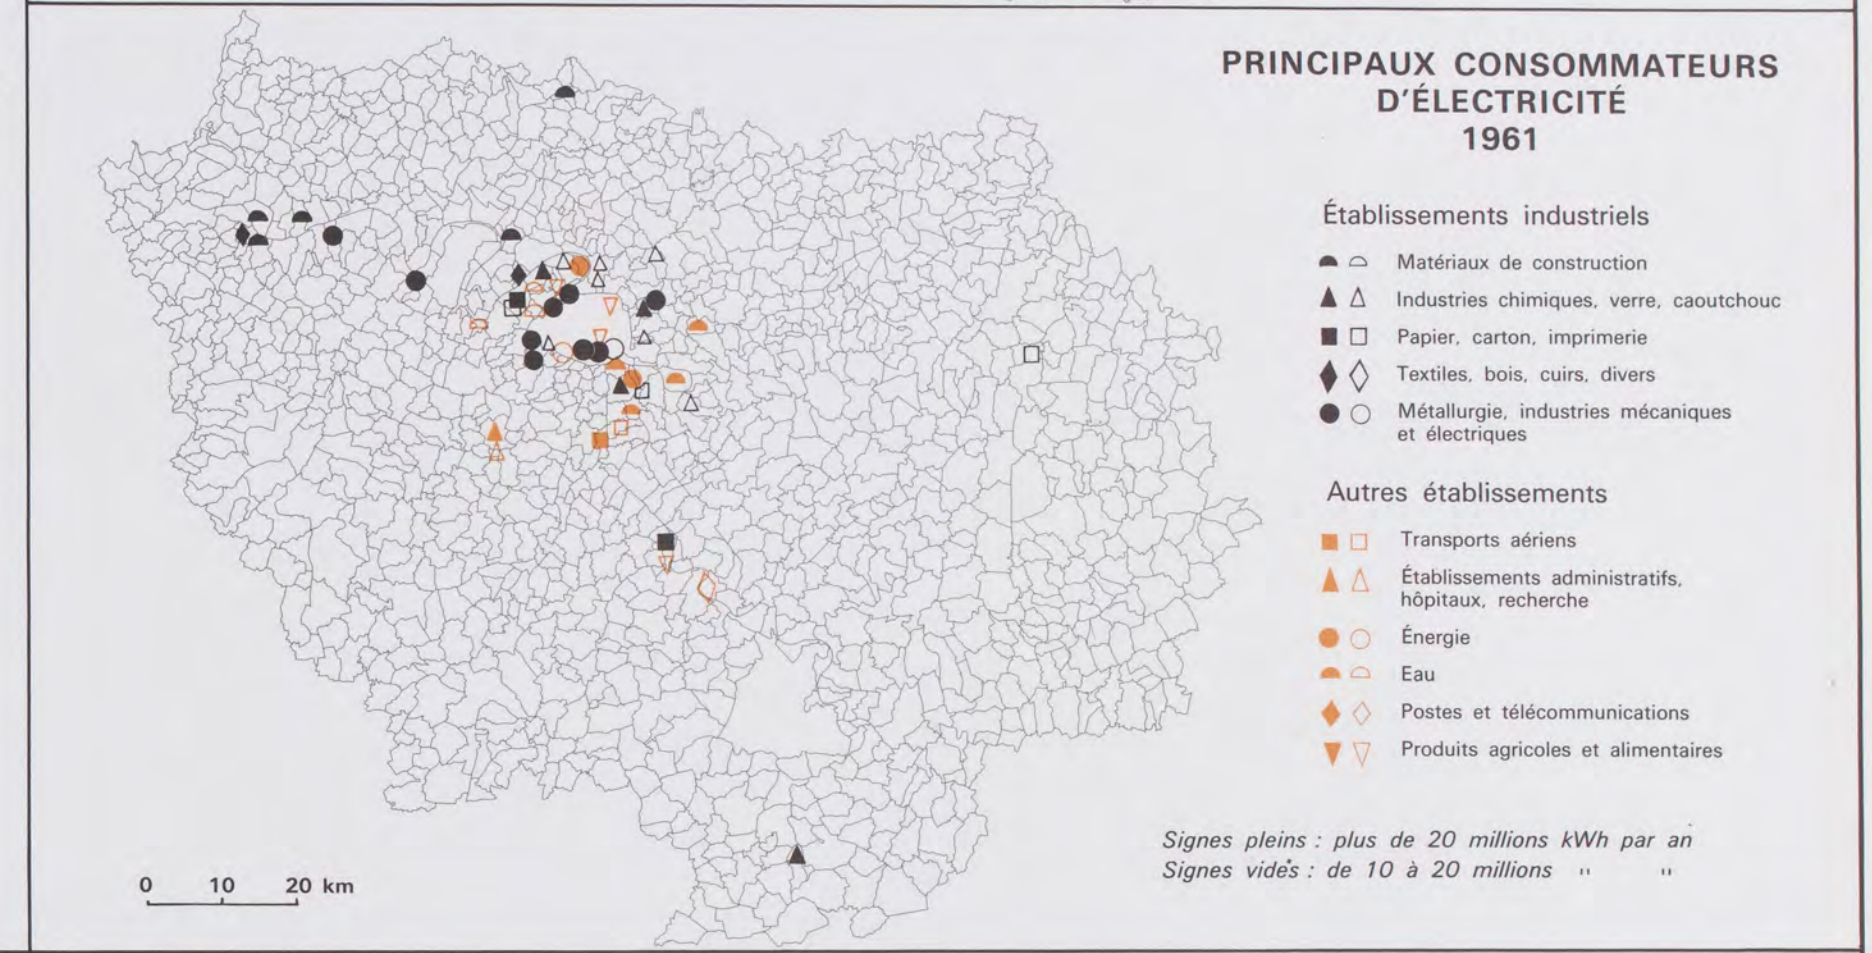 PRINCIPAUX CONSOMMATEURS
D'ÉLECTRICITÉ
1961
Établissements industriels
Matériaux de construction
Industries chimiques, verre, caoutchouc
Papier, carton, imprimerie
Textiles, bois, cuirs, divers
Métallurgie, industries mécaniques
et électriques
Autres établissements
Transports aériens
Établissements administratifs,
hôpitaux, recherche
Énergie
Eau
Postes et télécommunications
Produits agricoles et alimentaires
Signes pleins : plus de 20 millions kWh par an
Signes vides : de 10 à 20 millions " "
0 10 20 km